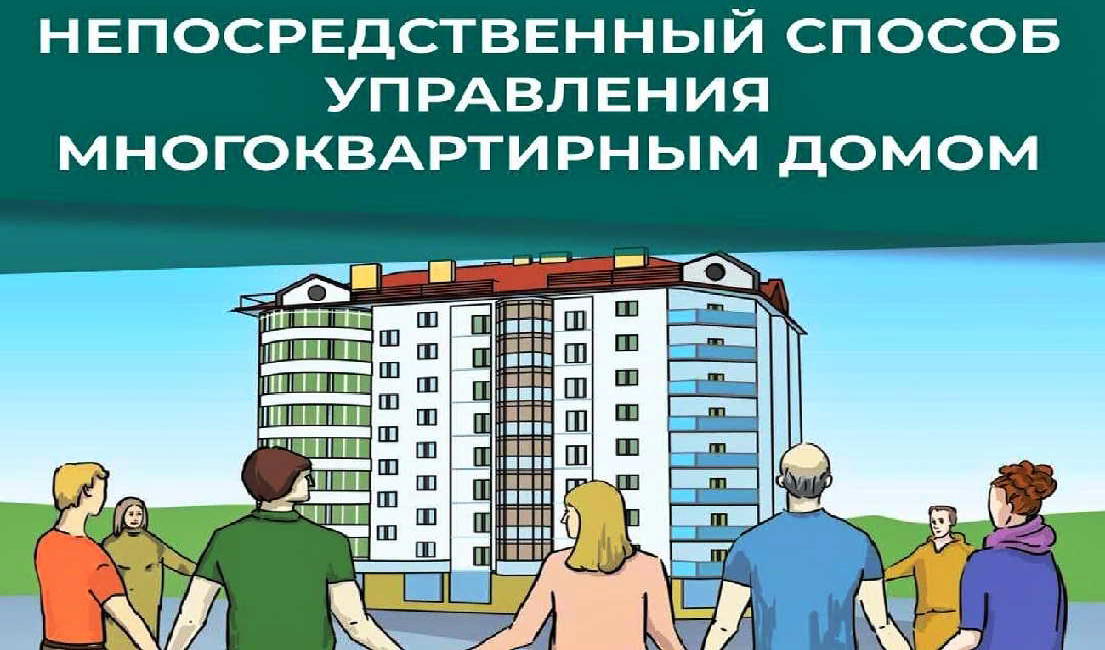 НЕПОСРЕДСТВЕННЫЙ СПОСОБ
УПРАВЛЕНИЯ
МНОГОКВАРТИРНЫМ ДОМОМ